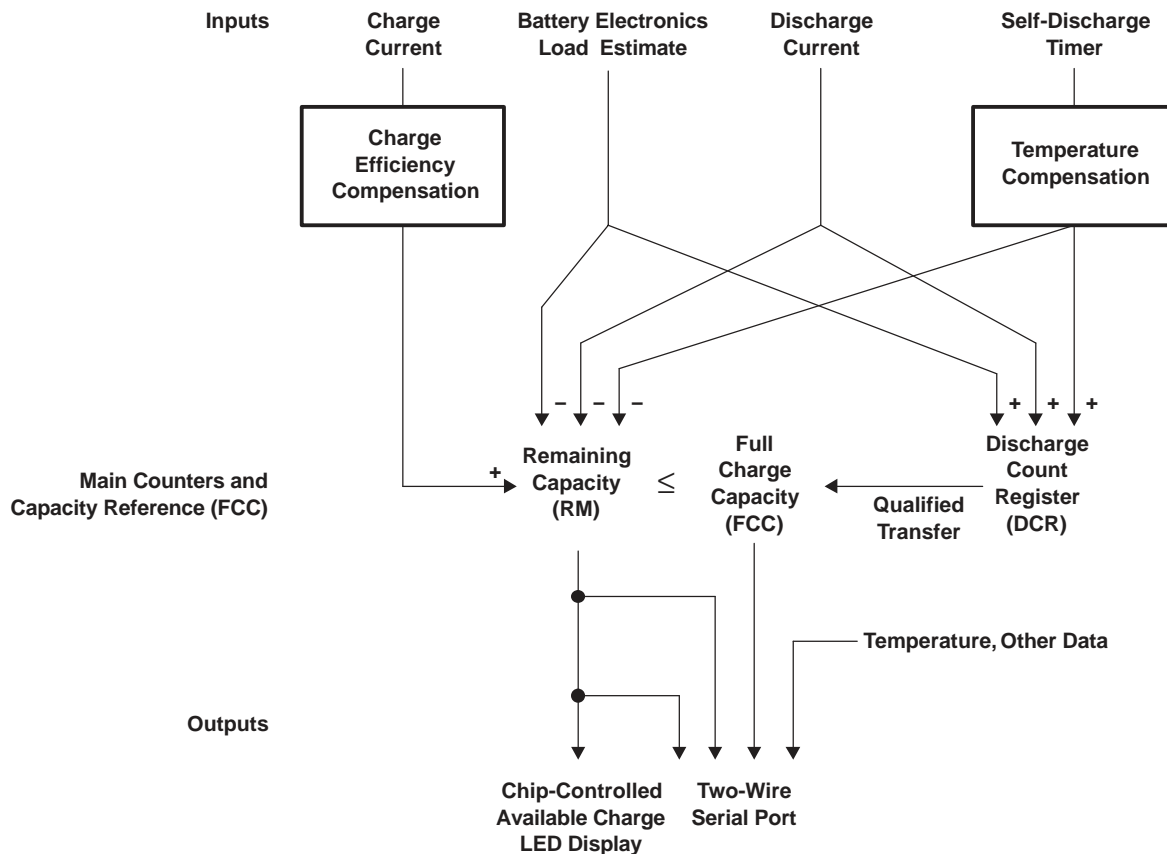 Inputs
Charge
Current
Battery Electronics
Load Estimate
Discharge
Current
Self-Discharge
Timer
Charge
Efficiency
Compensation
Temperature
Compensation
– – –
+ + +
Main Counters and
Capacity Reference (FCC)
+
Remaining
Capacity
(RM)
≤
Full
Charge
Capacity
(FCC)
Qualified
Transfer
Discharge
Count
Register
(DCR)
Temperature, Other Data
Outputs
Chip-Controlled
Available Charge
LED Display
Two-Wire
Serial Port